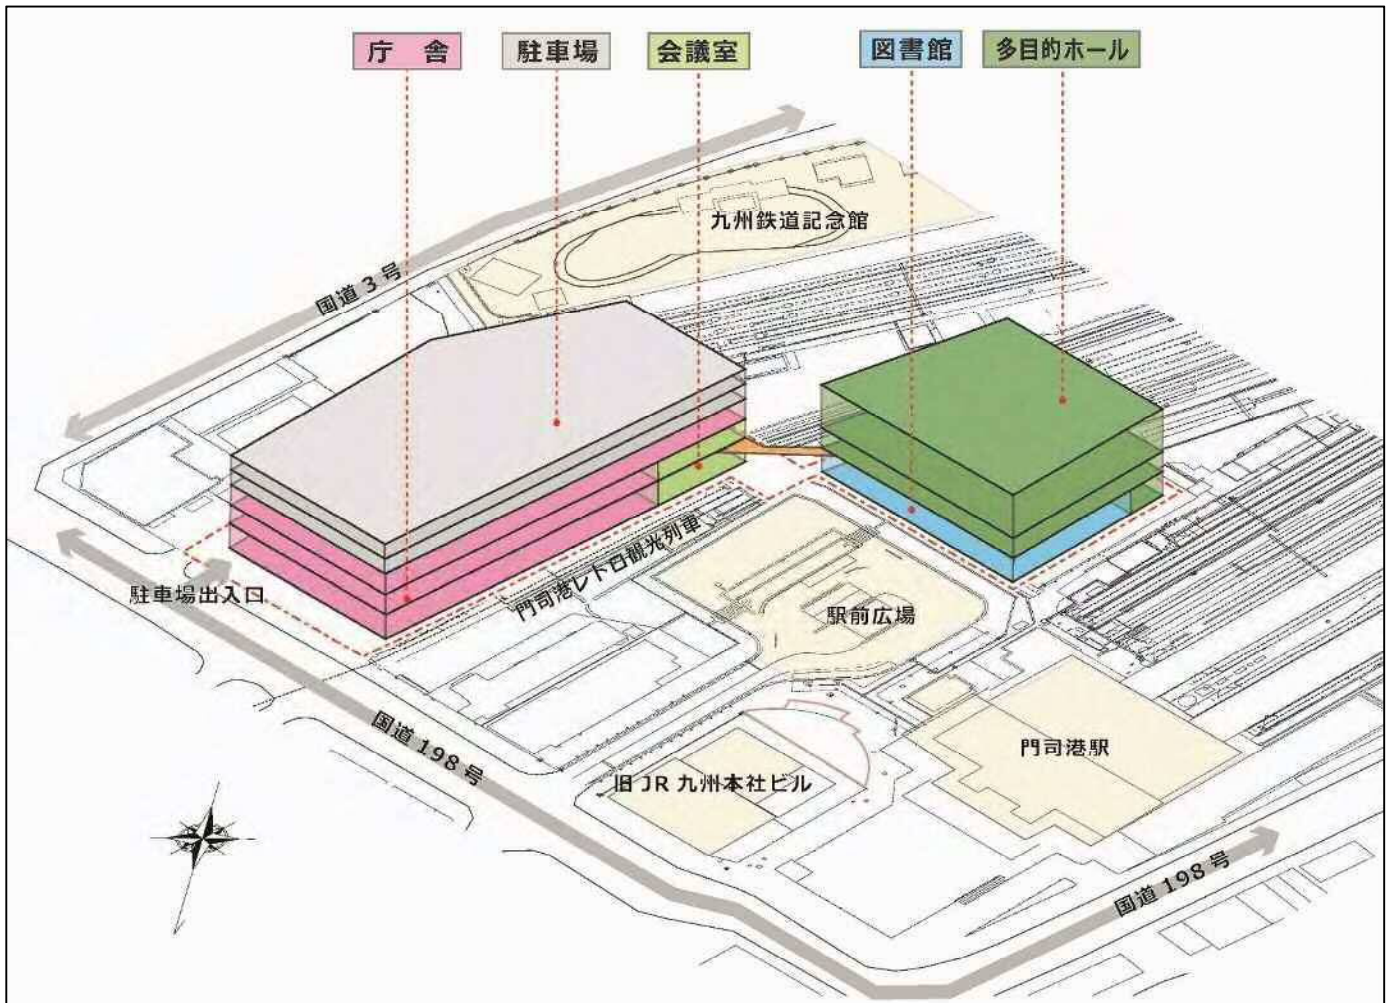 庁舎
駐車場
会議室
図書館
多目的ホール
九州鉄道記念館
国道3号
駐車場出入口
門司港レトロ観光列車
駅前広場
国道198号
門司港駅
旧JR九州本社ビル
国道198号